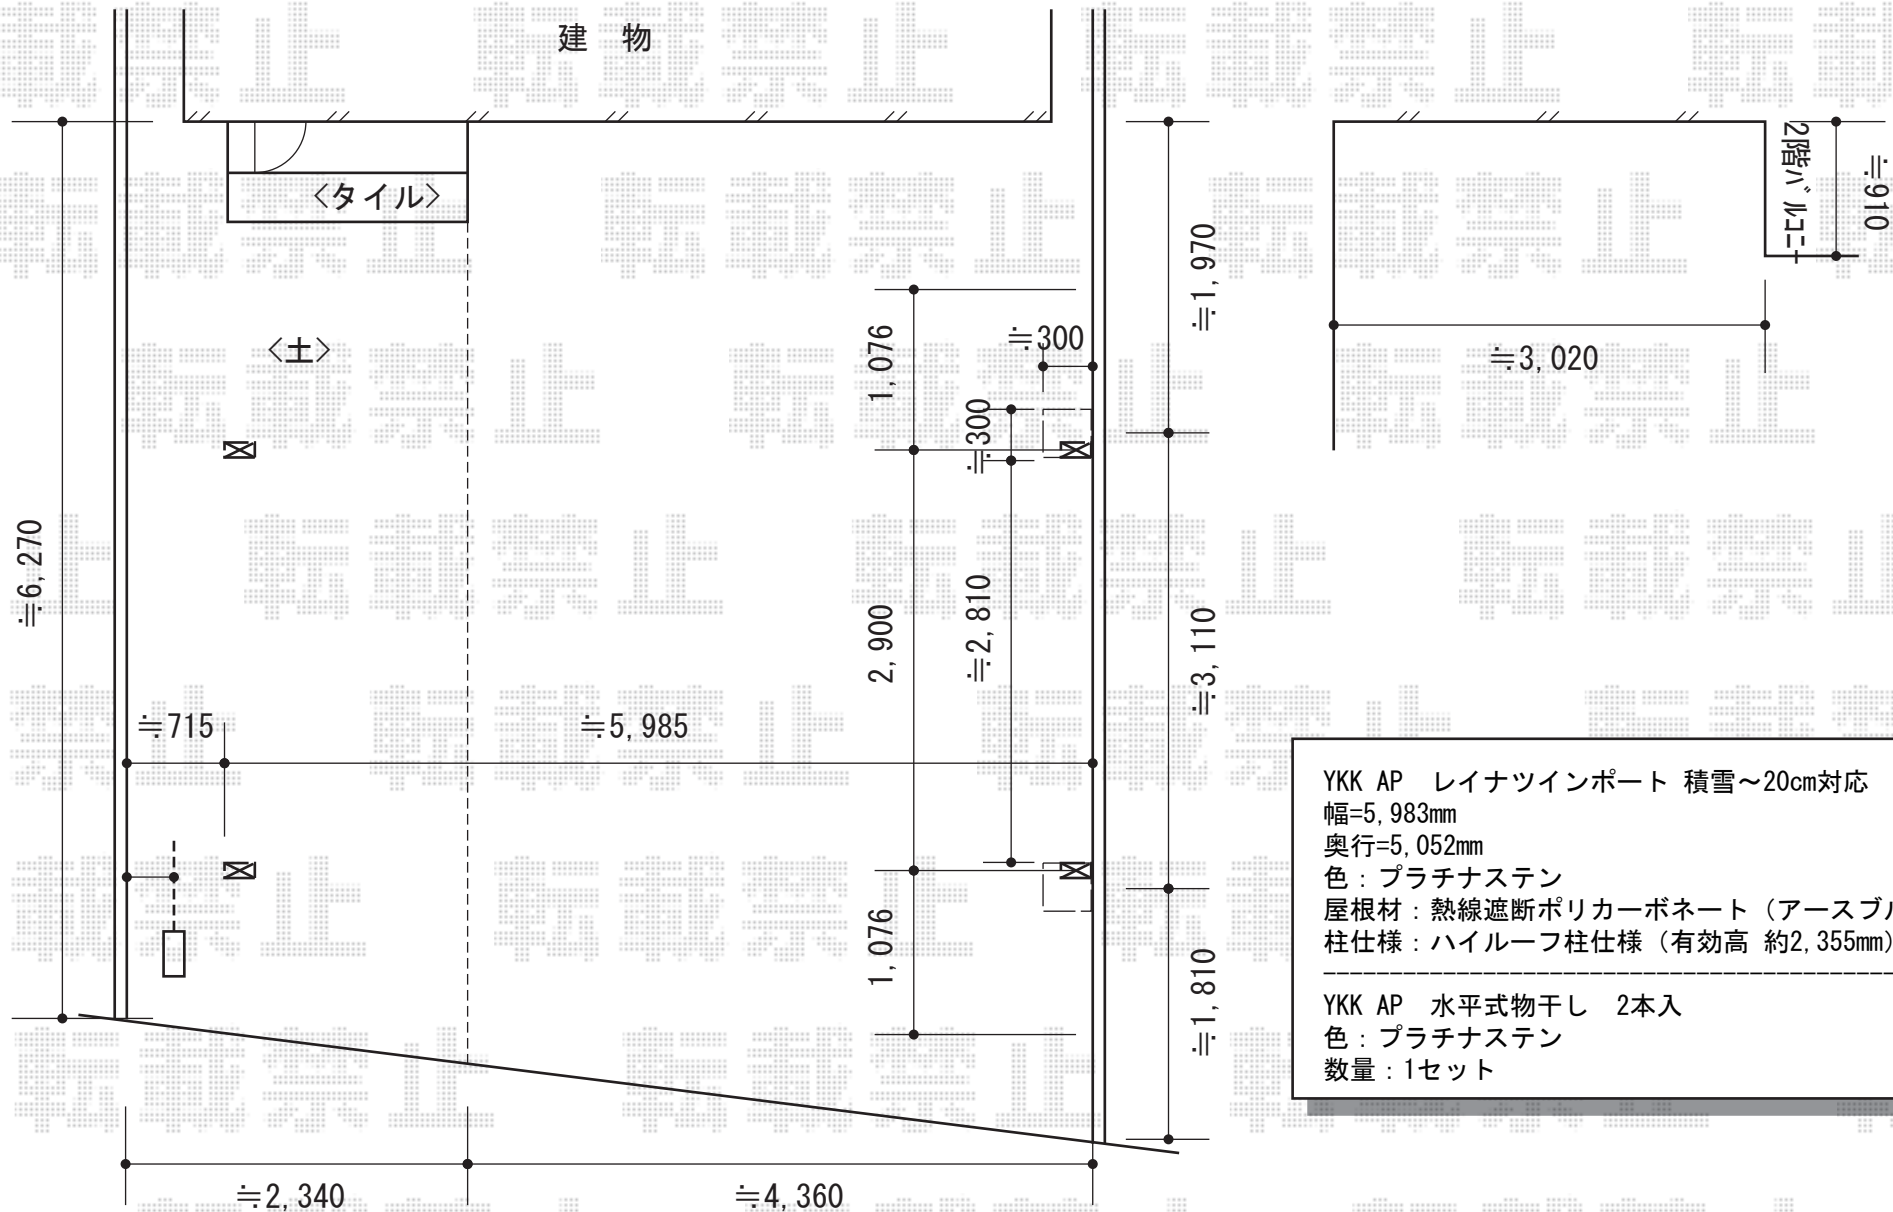 建 物
<タイル>
<土>
≒6,270
≒715
≒5,985
1,076
2,900
1,076
≒300
≒300
≒2,810
≒1,970
≒3,110
≒1,810
≒2,340
≒4,360
2階バルコニー
≒910
≒3,020
YKK AP レイナツインポート 積雪～20cm対応
幅=5,983mm
奥行=5,052mm
色：プラチナステン
屋根材：熱線遮断ポリカーボネート（アースブル
柱仕様：ハイルーフ柱仕様（有効高 約2,355mm）
YKK AP 水平式物干し 2本入
色：プラチナステン
数量：1セット
転載禁止